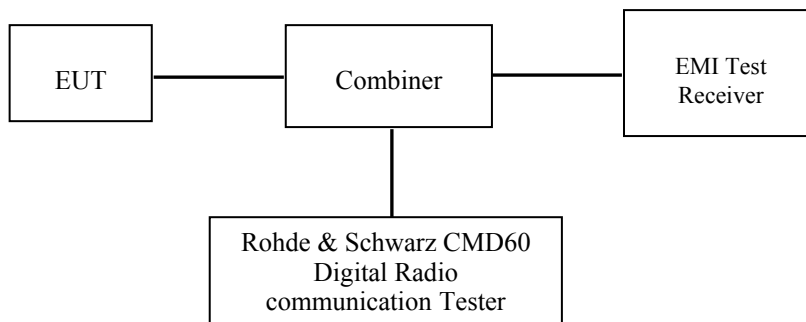 EUT
Combiner
EMI Test
Receiver
Rohde & Schwarz CMD60
Digital Radio
communication Tester